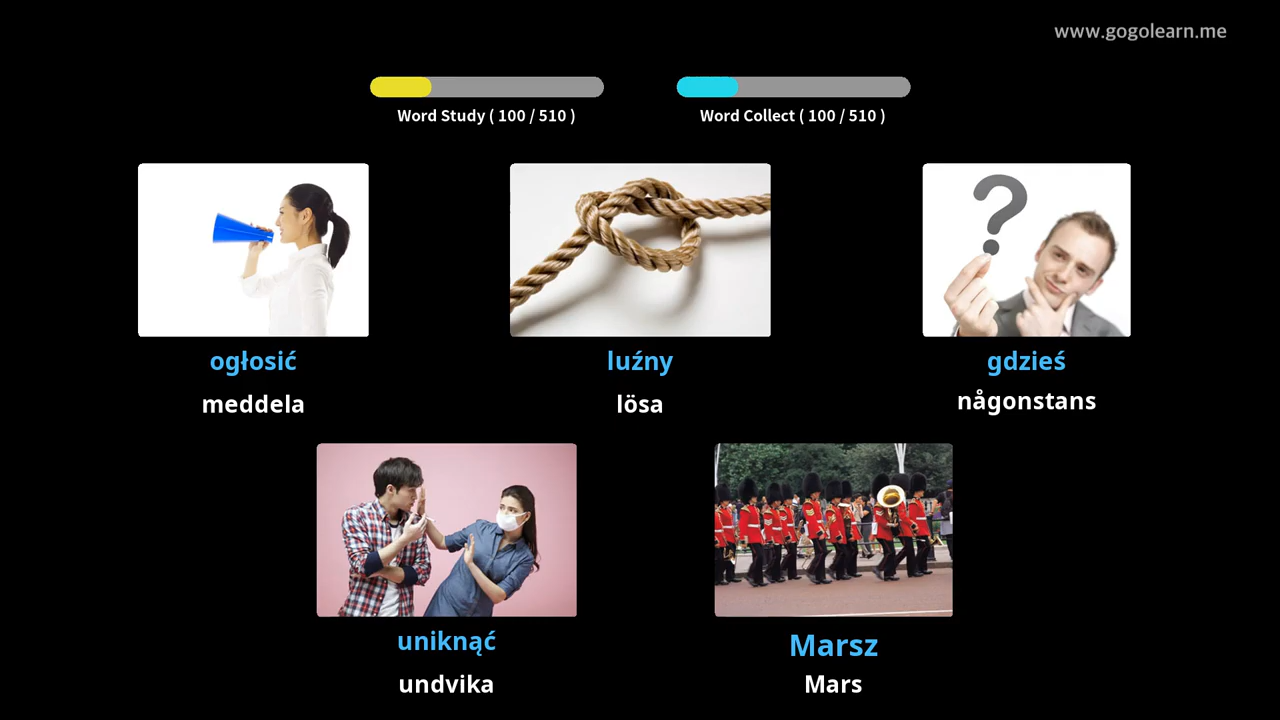 www.gogolearn.me
Word Study ( 100 / 510 )
Word Collect ( 100 / 510 )
ogłosić
meddela
luźny
lösa
gdzieś
någonstans
uniknąć
undvika
Marsz
Mars